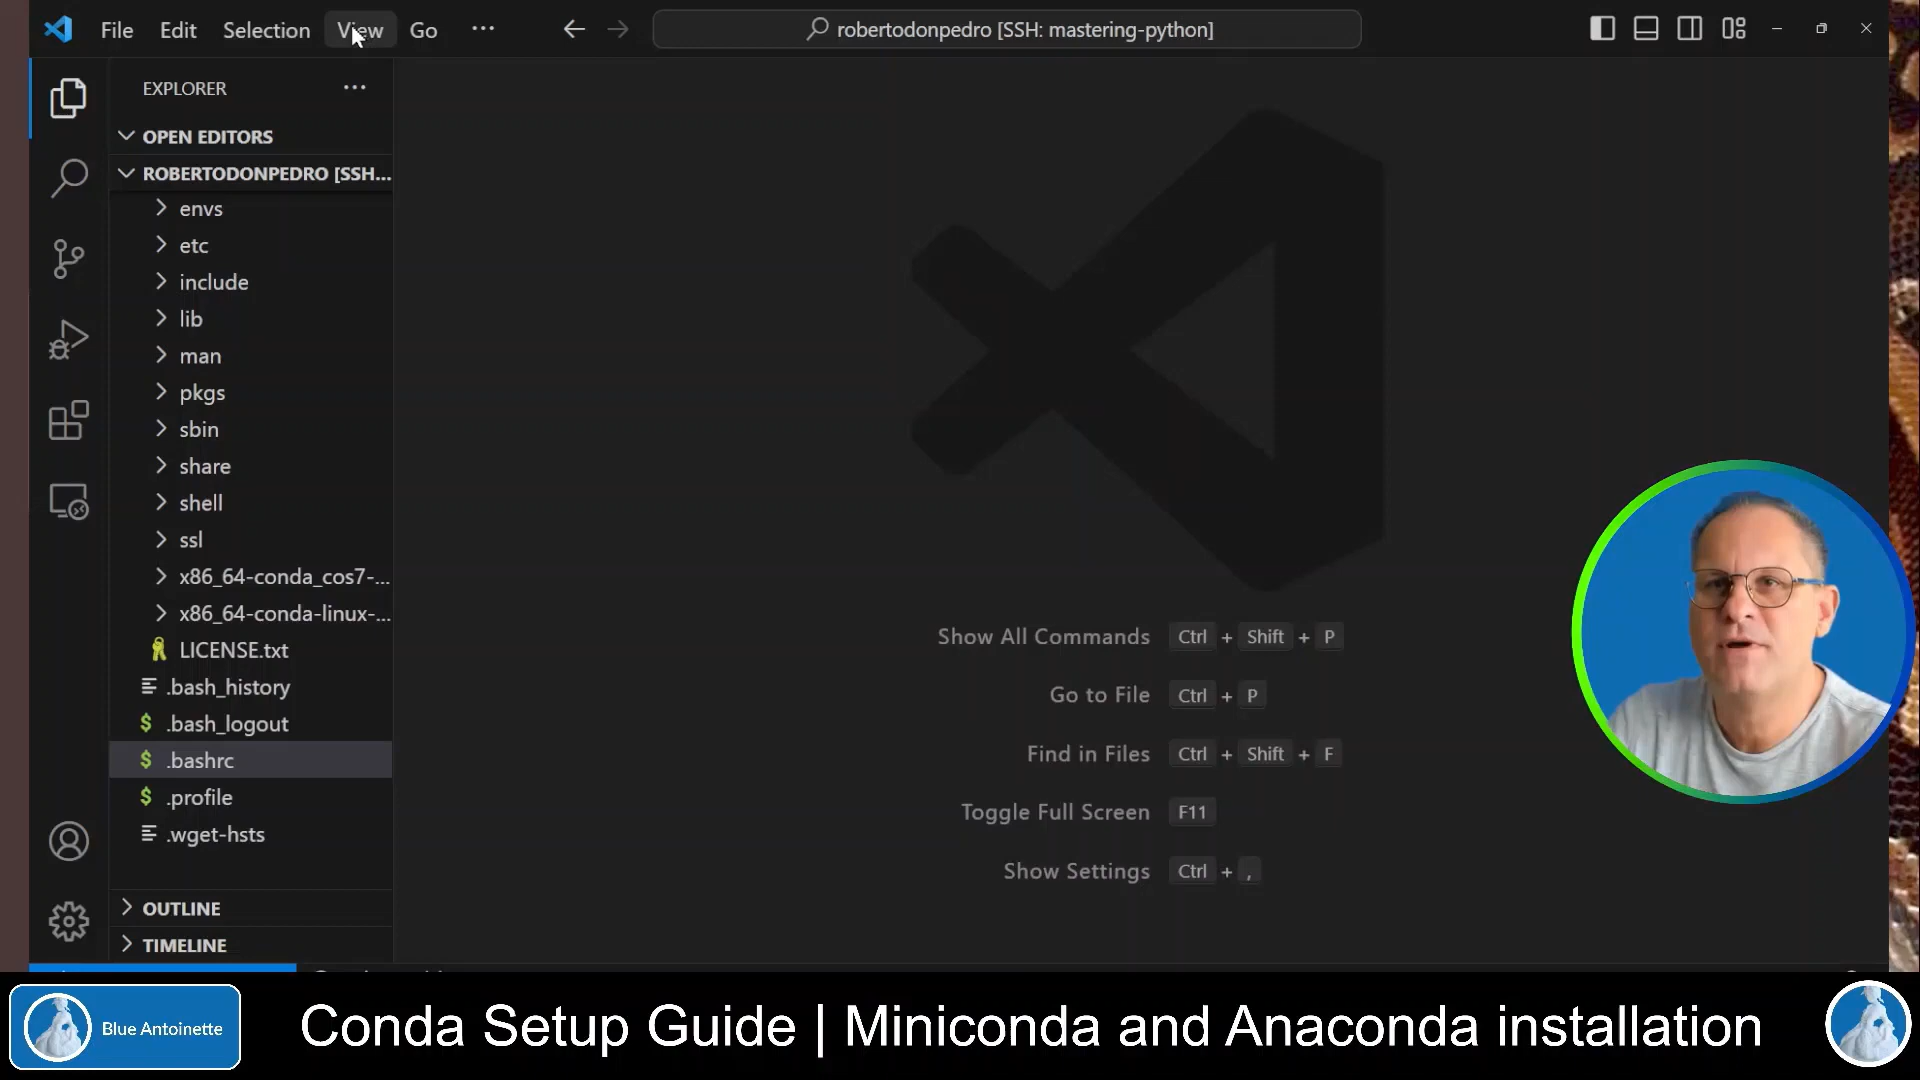 File Edit Selection View Go ···
robertodonpedro [SSH: mastering-python]
EXPLORER ···
OPEN EDITORS
ROBERTODONPEDRO [SSH...
envs
etc
include
lib
man
pkgs
sbin
share
shell
ssl
x86_64-conda_cos7-...
x86_64-conda-linux-...
LICENSE.txt
.bash_history
.bash_logout
$ .bashrc
$ .profile
.wget-hsts
OUTLINE
TIMELINE
Show All Commands Ctrl + Shift + P
Go to File Ctrl + P
Find in Files Ctrl + Shift + F
Toggle Full Screen F11
Show Settings Ctrl + ,
Blue Antoinette
Conda Setup Guide | Miniconda and Anaconda installation